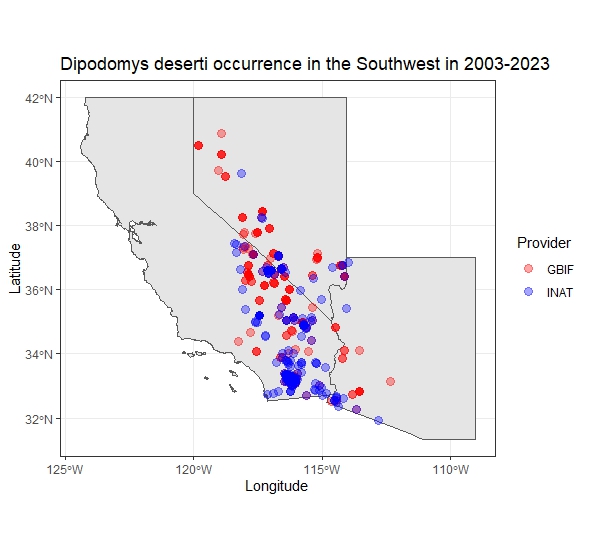 Dipodomys deserti occurrence in the Southwest in 2003-2023
42°N
40°N
38°N
36°N
34°N
32°N
Latitude
125°W
120°W
115°W
110°W
Longitude
Provider
GBIF
INAT